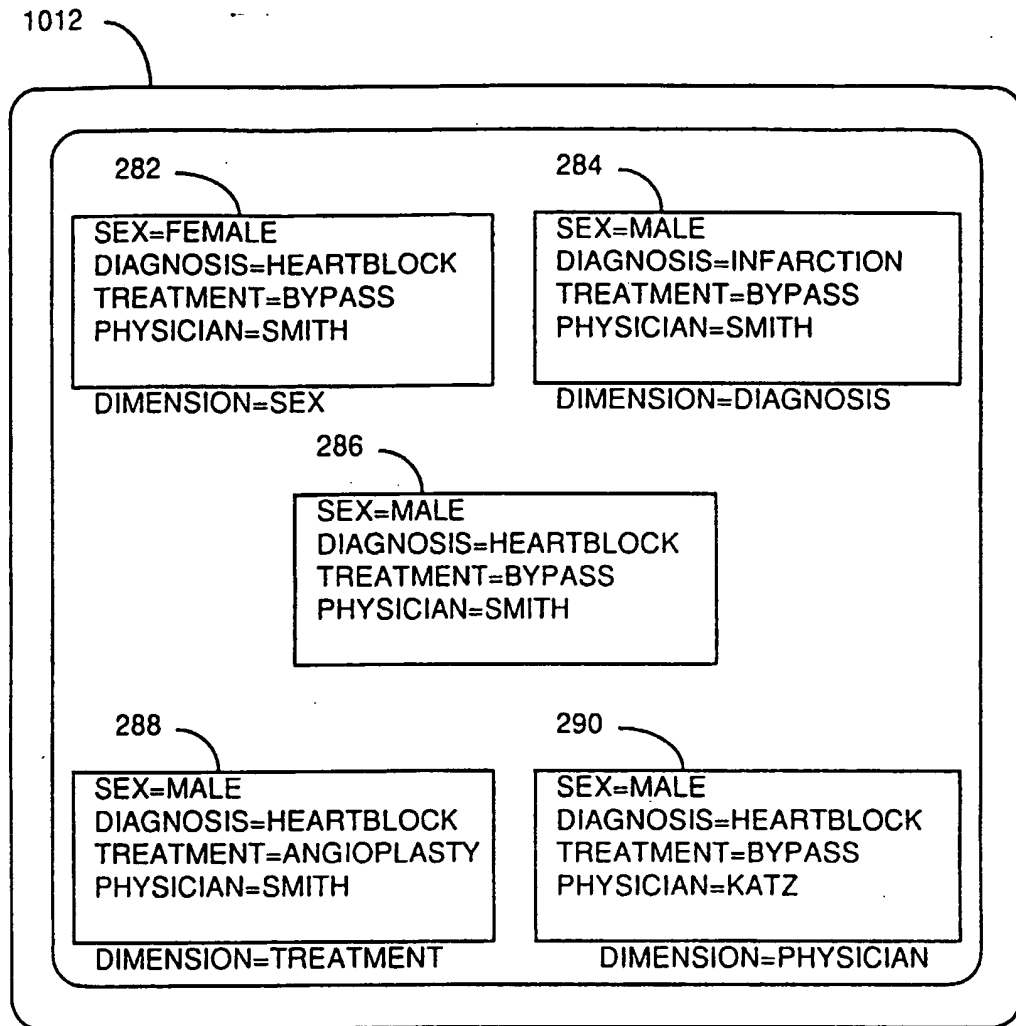 1012
282
SEX=FEMALE
DIAGNOSIS=HEARTBLOCK
TREATMENT=BYPASS
PHYSICIAN=SMITH
DIMENSION=SEX
284
SEX=MALE
DIAGNOSIS=INFARCTION
TREATMENT=BYPASS
PHYSICIAN=SMITH
DIMENSION=DIAGNOSIS
286
SEX=MALE
DIAGNOSIS=HEARTBLOCK
TREATMENT=BYPASS
PHYSICIAN=SMITH
288
SEX=MALE
DIAGNOSIS=HEARTBLOCK
TREATMENT=ANGIOPLASTY
PHYSICIAN=SMITH
DIMENSION=TREATMENT
290
SEX=MALE
DIAGNOSIS=HEARTBLOCK
TREATMENT=BYPASS
PHYSICIAN=KATZ
DIMENSION=PHYSICIAN